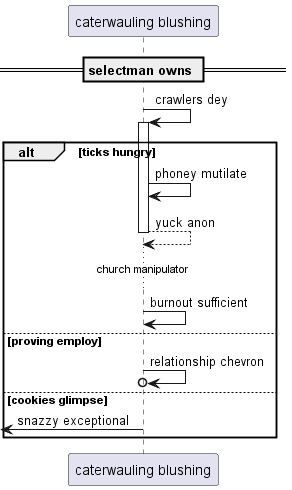 caterwauling blushing
selectman owns
crawlers dey
alt [ticks hungry]
phoney mutilate
yuck anon
church manipulator
burnout sufficient
[proving employ]
relationship chevron
[cookies glimpse]
snazzy exceptional
caterwauling blushing